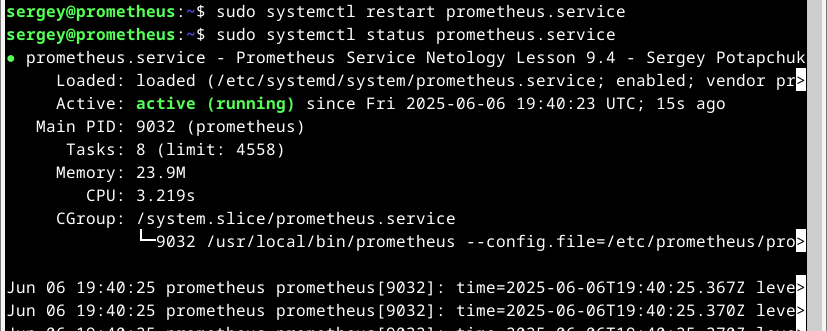 sergey@prometheus:~$ sudo systemctl restart prometheus.service
sergey@prometheus:~$ sudo systemctl status prometheus.service
● prometheus.service - Prometheus Service Netology Lesson 9.4 - Sergey Potapchuk
Loaded: loaded (/etc/systemd/system/prometheus.service; enabled; vendor pr>
Active: active (running) since Fri 2025-06-06 19:40:23 UTC; 15s ago
Main PID: 9032 (prometheus)
Tasks: 8 (limit: 4558)
Memory: 23.9M
CPU: 3.219s
CGroup: /system.slice/prometheus.service
└─9032 /usr/local/bin/prometheus --config.file=/etc/prometheus/pro>
Jun 06 19:40:25 prometheus prometheus[9032]: time=2025-06-06T19:40:25.367Z leve>
Jun 06 19:40:25 prometheus prometheus[9032]: time=2025-06-06T19:40:25.370Z leve>